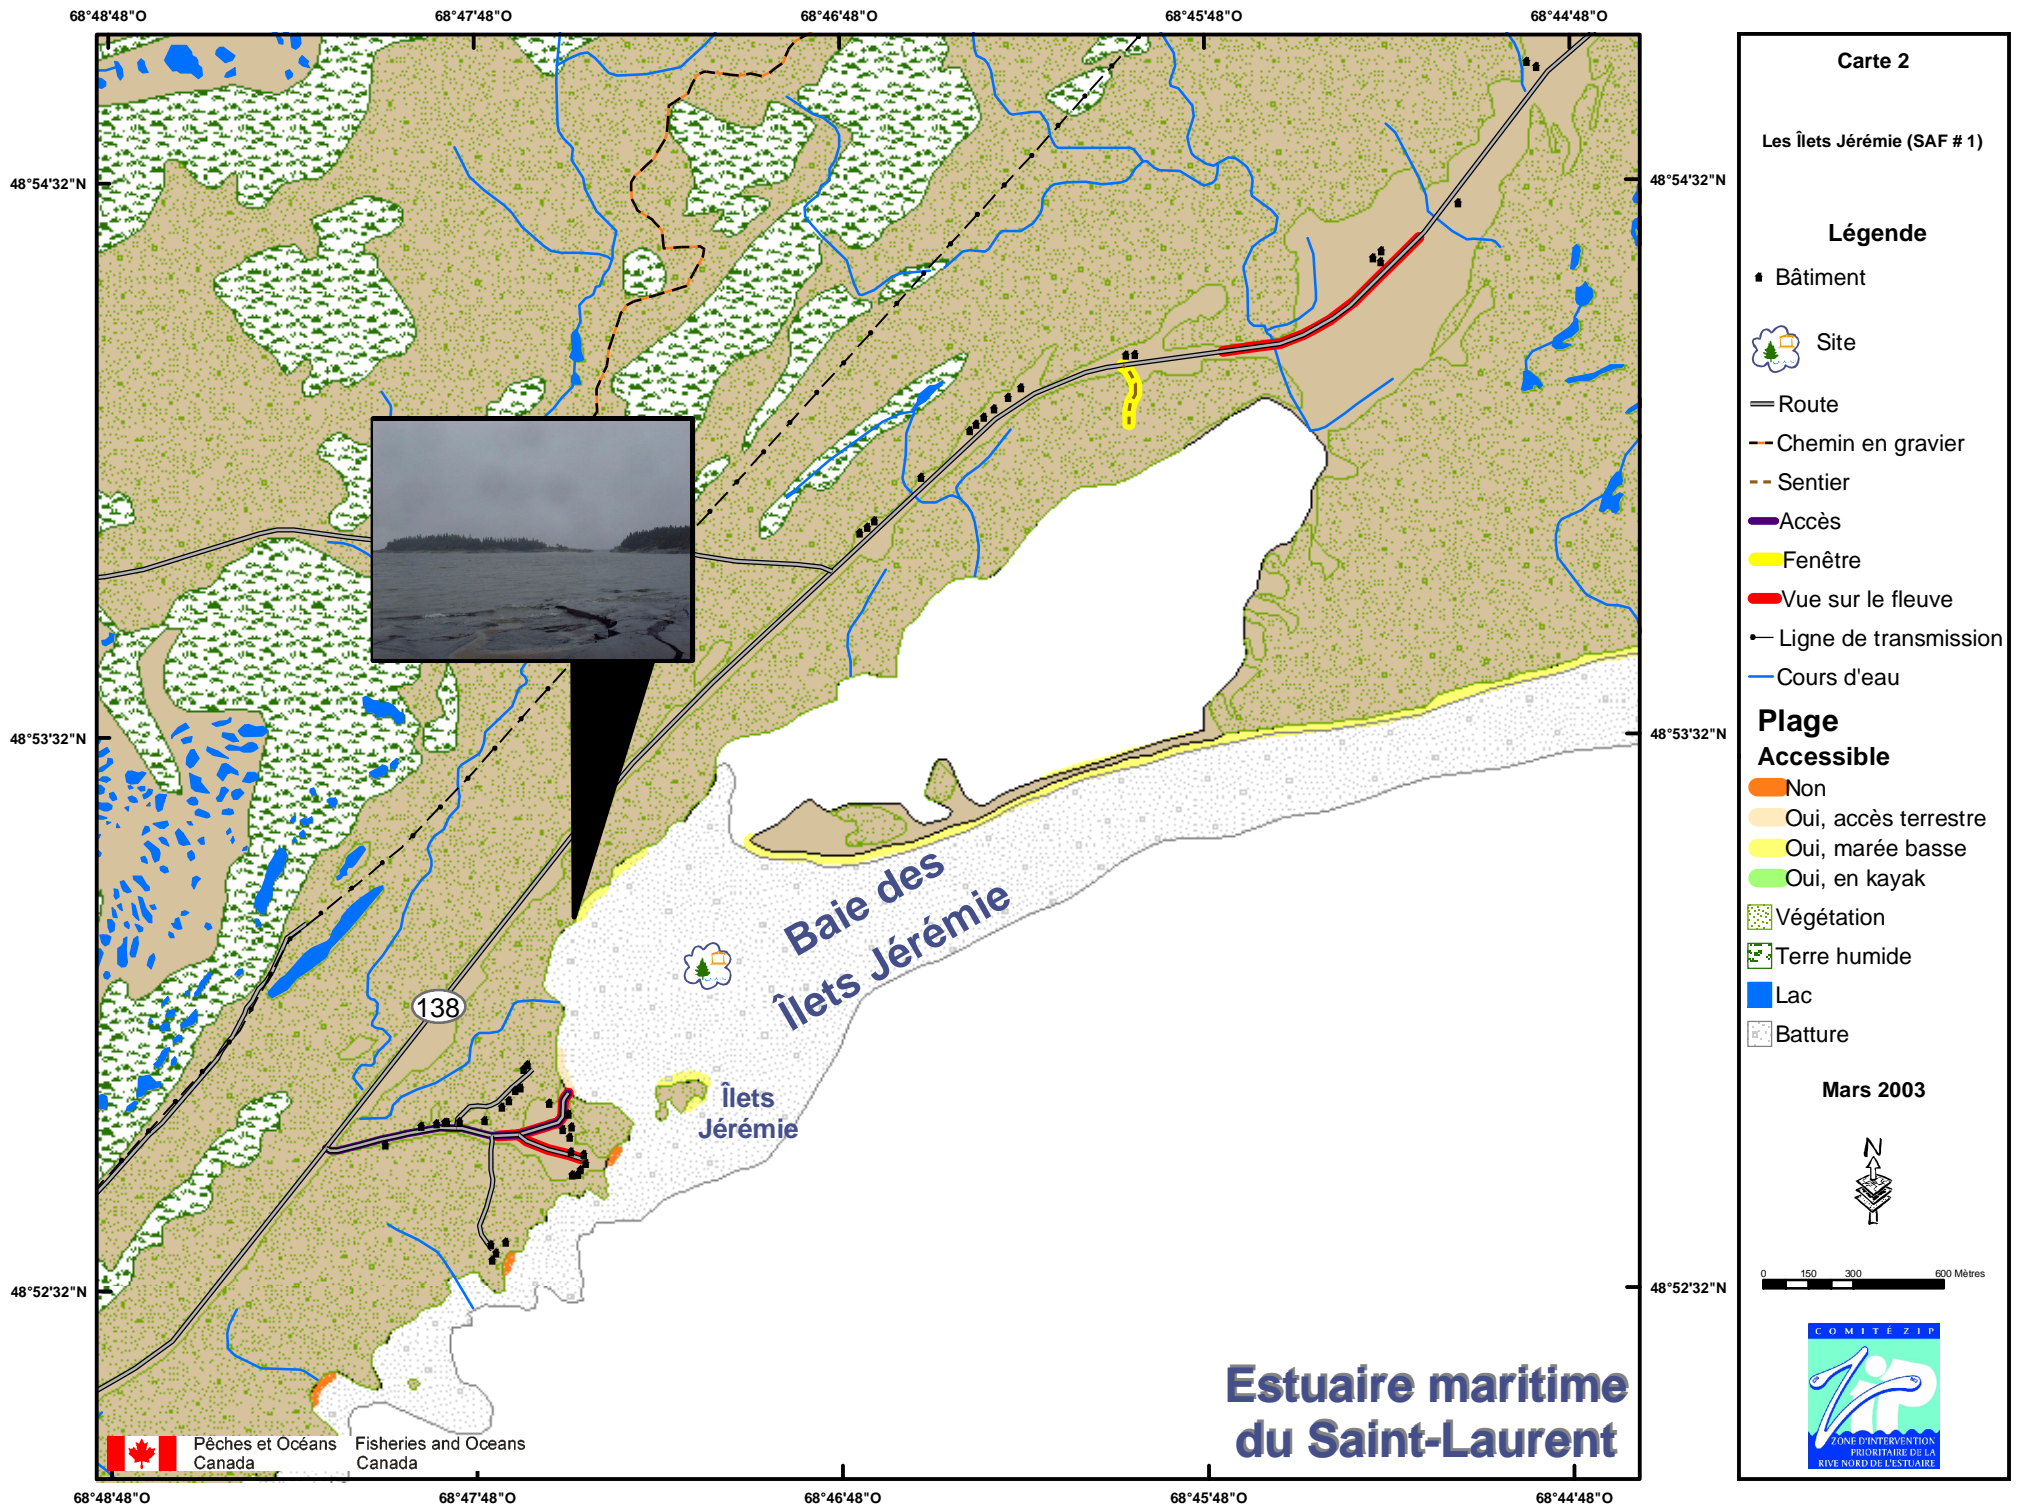 68°48'48"O
68°47'48"O
68°46'48"O
68°45'48"O
68°44'48"O
48°54'32"N
48°54'32"N
48°53'32"N
48°53'32"N
48°52'32"N
48°52'32"N
138
Baie des
Îlets Jérémie
Îlets
Jérémie
Estuaire maritime
du Saint-Laurent
Pêches et Océans
Canada
Fisheries and Oceans
Canada
68°48'48"O
68°47'48"O
68°46'48"O
68°45'48"O
68°44'48"O
Carte 2
Les Îlets Jérémie (SAF # 1)
Légende
Bâtiment
Site
Route
Chemin en gravier
Sentier
Accès
Fenêtre
Vue sur le fleuve
Ligne de transmission
Cours d'eau
Plage
Accessible
Non
Oui, accès terrestre
Oui, marée basse
Oui, en kayak
Végétation
Terre humide
Lac
Batture
Mars 2003
N
0 150 300 600 Mètres
COMITÉ ZIP
ZIP
ZONE D'INTERVENTION
PRIORITAIRE DE LA
RIVE NORD DE L'ESTUAIRE